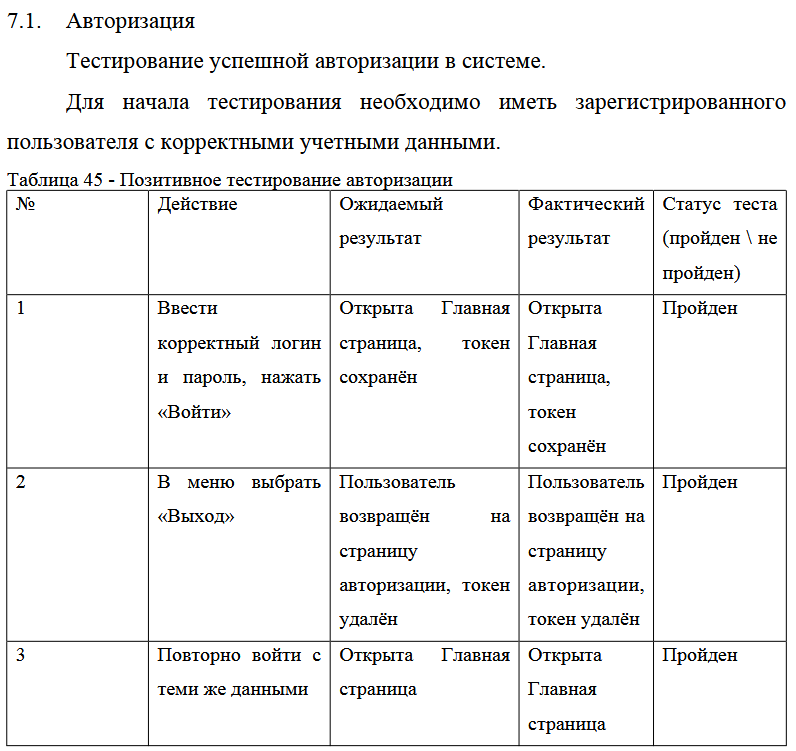 7.1. Авторизация
Тестирование успешной авторизации в системе.
Для начала тестирования необходимо иметь зарегистрированного
пользователя с корректными учетными данными.
Таблица 45 - Позитивное тестирование авторизации
№
Действие
Ожидаемый
результат
Фактический
результат
Статус теста
(пройден \ не
пройден)
1
Ввести
корректный логин
и пароль, нажать
«Войти»
Открыта Главная
страница, токен
сохранён
Открыта
Главная
страница,
токен
сохранён
Пройден
2
В меню выбрать
«Выход»
Пользователь
возвращён на
страницу
авторизации, токен
удалён
Пользователь
возвращён на
страницу
авторизации,
токен удалён
Пройден
3
Повторно войти с
теми же данными
Открыта Главная
страница
Открыта
Главная
страница
Пройден